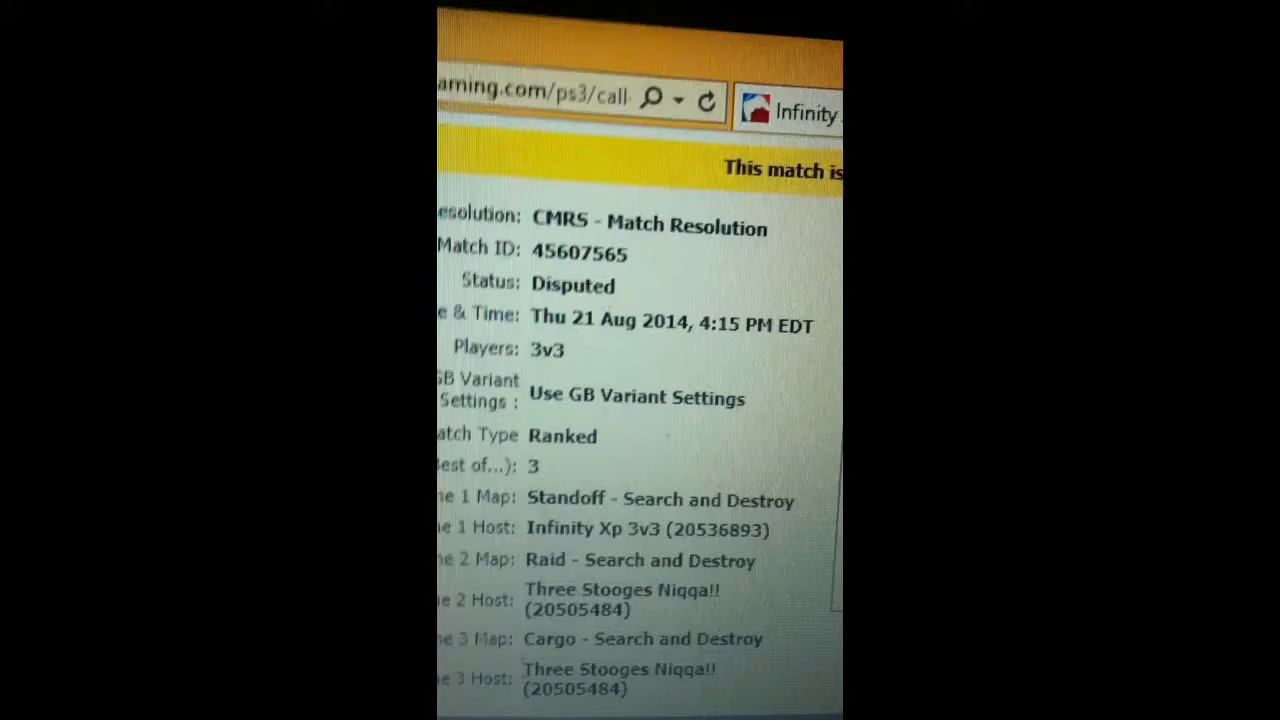 aming.com/ps3/call
Infinity
This match is
esolution: CMRS - Match Resolution
Match ID: 45607565
Status: Disputed
e & Time: Thu 21 Aug 2014, 4:15 PM EDT
Players: 3v3
GB Variant
Settings : Use GB Variant Settings
atch Type Ranked
est of...): 3
ne 1 Map: Standoff - Search and Destroy
ne 1 Host: Infinity Xp 3v3 (20536893)
ne 2 Map: Raid - Search and Destroy
ne 2 Host: Three Stooges Niqqa!!
(20505484)
ne 3 Map: Cargo - Search and Destroy
ne 3 Host: Three Stooges Niqqa!!
(20505484)